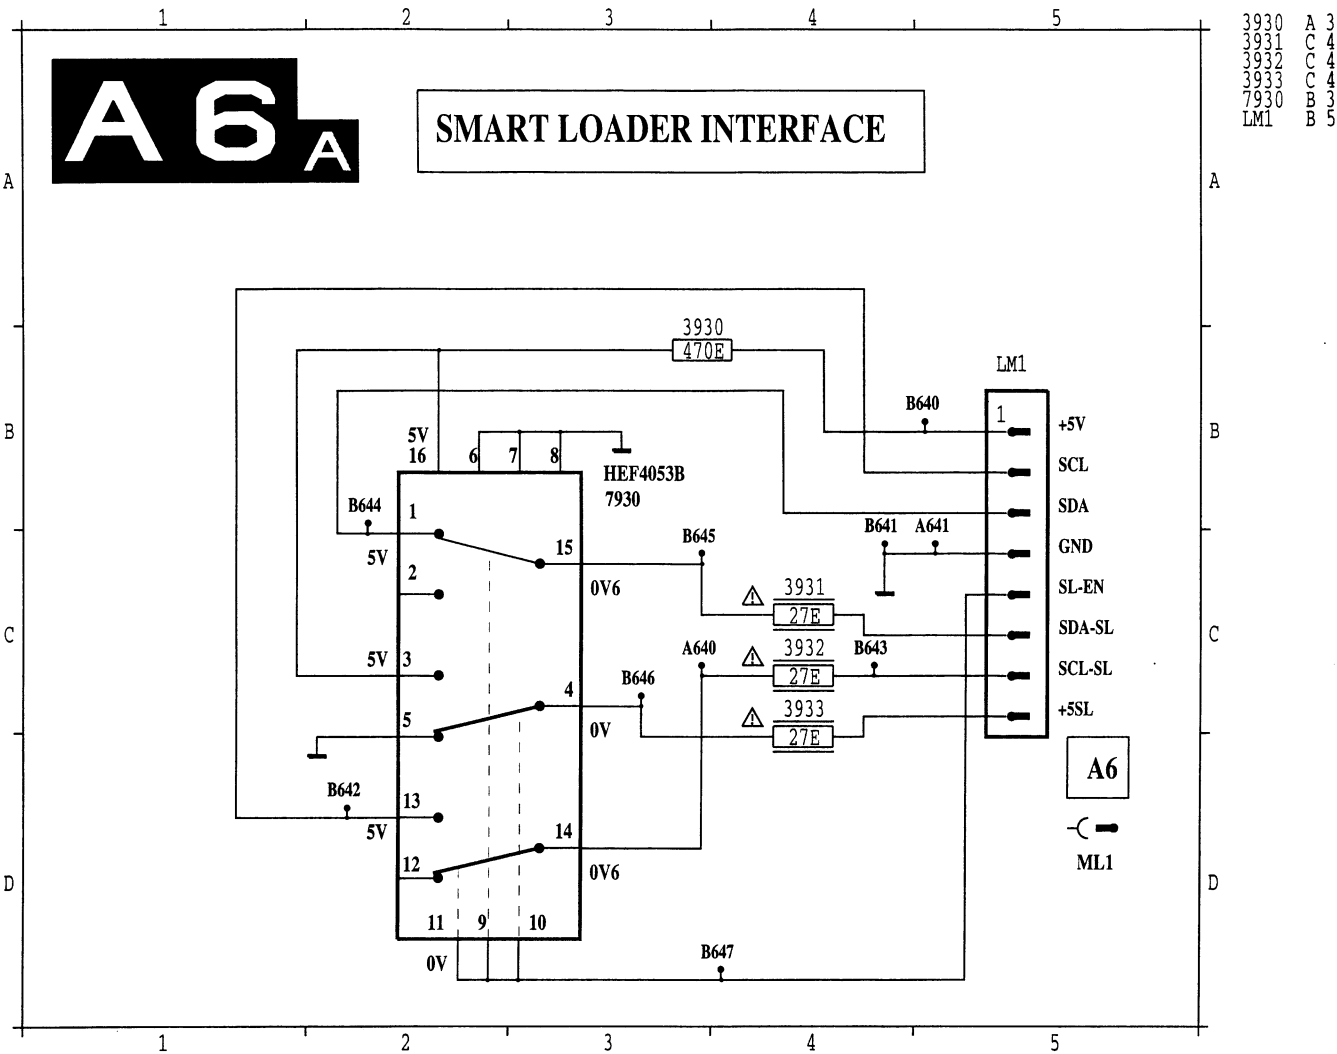 1 2 3 4 5
3930 A 3
3931 C 4
3932 C 4
3933 C 4
7930 B 3
LM1 B 5
A 6 A
SMART LOADER INTERFACE
A A
3930
470E
LM1
B640
1 +5V
B B
5V
16 6 7 8
SCL
HEF4053B
7930
B644 1
SDA
B641 A641
B645
15
5V
GND
2
0V6
SL-EN
3931
27E
SDA-SL
C C
A640 3932 B643
5V 3
27E
SCL-SL
B646
4
3933
+5SL
5
0V
27E
A6
B642
13
5V
14
ML1
12
0V6
D D
11 9 10
B647
0V
1 2 3 4 5